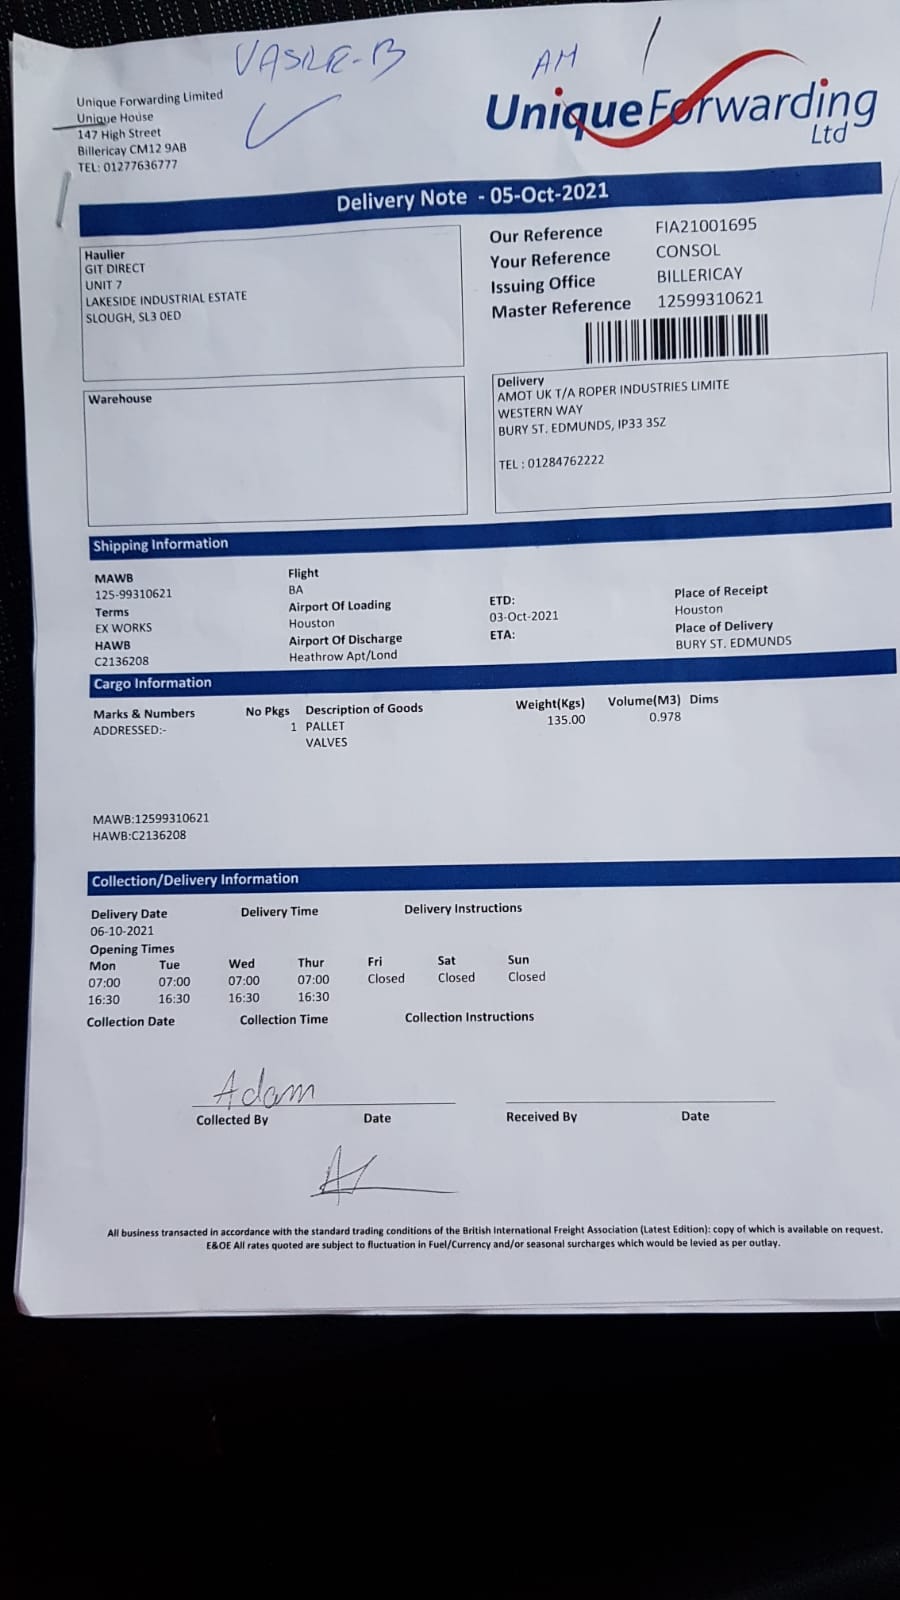 AM
Unique Forwarding Limited
Unique House
147 High Street
Billericay CM12 9AB
TEL: 01277636777
UniqueForwarding
Ltd
Delivery Note - 05-Oct-2021
Haulier
GIT DIRECT
UNIT 7
LAKESIDE INDUSTRIAL ESTATE
SLOUGH, SL3 0ED
Our Reference FIA21001695
Your Reference CONSOL
Issuing Office BILLERICAY
Master Reference 12599310621
Warehouse
Delivery
AMOT UK T/A ROPER INDUSTRIES LIMITE
WESTERN WAY
BURY ST. EDMUNDS, IP33 3SZ
TEL : 01284762222
Shipping Information
MAWB
125-99310621
Terms
EX WORKS
HAWB
C2136208
Flight
BA
Airport Of Loading
Houston
Airport Of Discharge
Heathrow Apt/Lond
ETD:
03-Oct-2021
ETA:
Place of Receipt
Houston
Place of Delivery
BURY ST. EDMUNDS
Cargo Information
Marks & Numbers No Pkgs Description of Goods Weight(Kgs) Volume(M3) Dims
ADDRESSED:- 1 PALLET 135.00 0.978
VALVES
MAWB:12599310621
HAWB:C2136208
Collection/Delivery Information
Delivery Date Delivery Time Delivery Instructions
06-10-2021
Opening Times
Mon Tue Wed Thur Fri Sat Sun
07:00 07:00 07:00 07:00 Closed Closed Closed
16:30 16:30 16:30 16:30
Collection Date Collection Time Collection Instructions
Adam
Collected By Date Received By Date
All business transacted in accordance with the standard trading conditions of the British International Freight Association (Latest Edition): copy of which is available on request.
E&OE All rates quoted are subject to fluctuation in Fuel/Currency and/or seasonal surcharges which would be levied as per outlay.